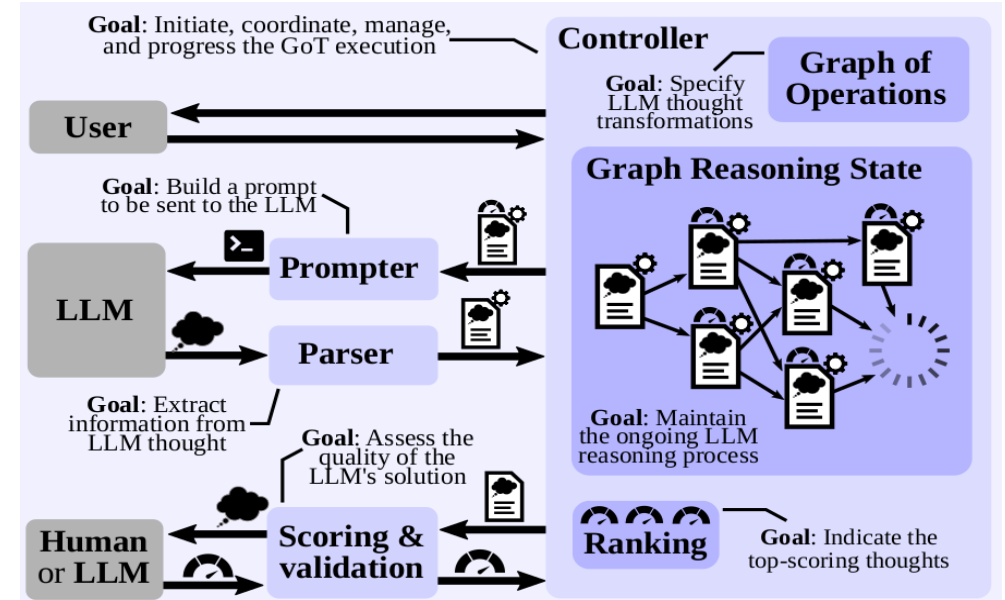 Goal: Initiate, coordinate, manage,
and progress the GoT execution
Controller
Goal: Specify
LLM thought
transformations
Graph of
Operations
User
Graph Reasoning State
Goal: Build a prompt
to be sent to the LLM
>_
Prompter
LLM
Parser
Goal: Extract
information from
LLM thought
Goal: Maintain
the ongoing LLM
reasoning process
Goal: Assess the
quality of the
LLM's solution
Human
or LLM
Scoring &
validation
Ranking
Goal: Indicate the
top-scoring thoughts